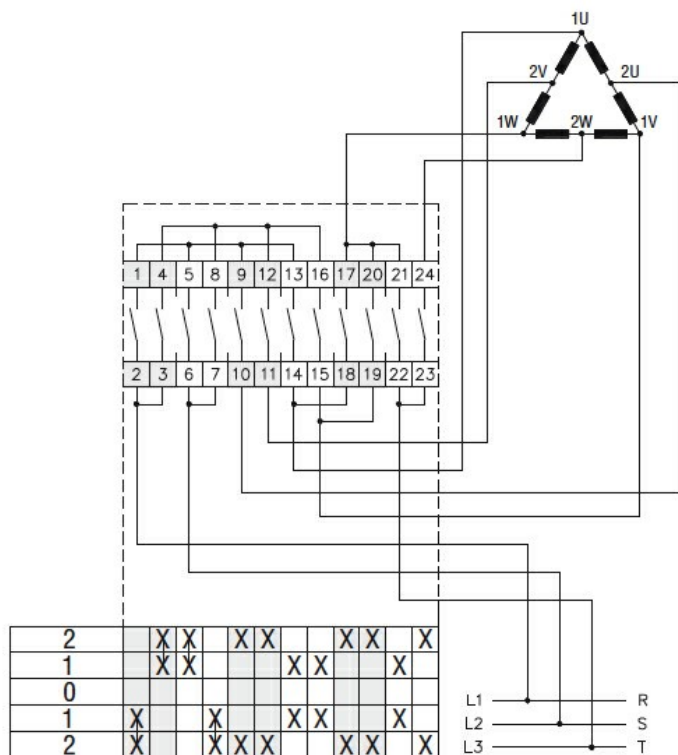 1U
2V 2U
1W 2W 1V
1 4 5 8 9 12 13 16 17 20 21 24
2 3 6 7 10 11 14 15 18 19 22 23
2 X X X X X X X
1 X X X X X
0
1 X X X X X
2 X X X X X X X
L1 R
L2 S
L3 T